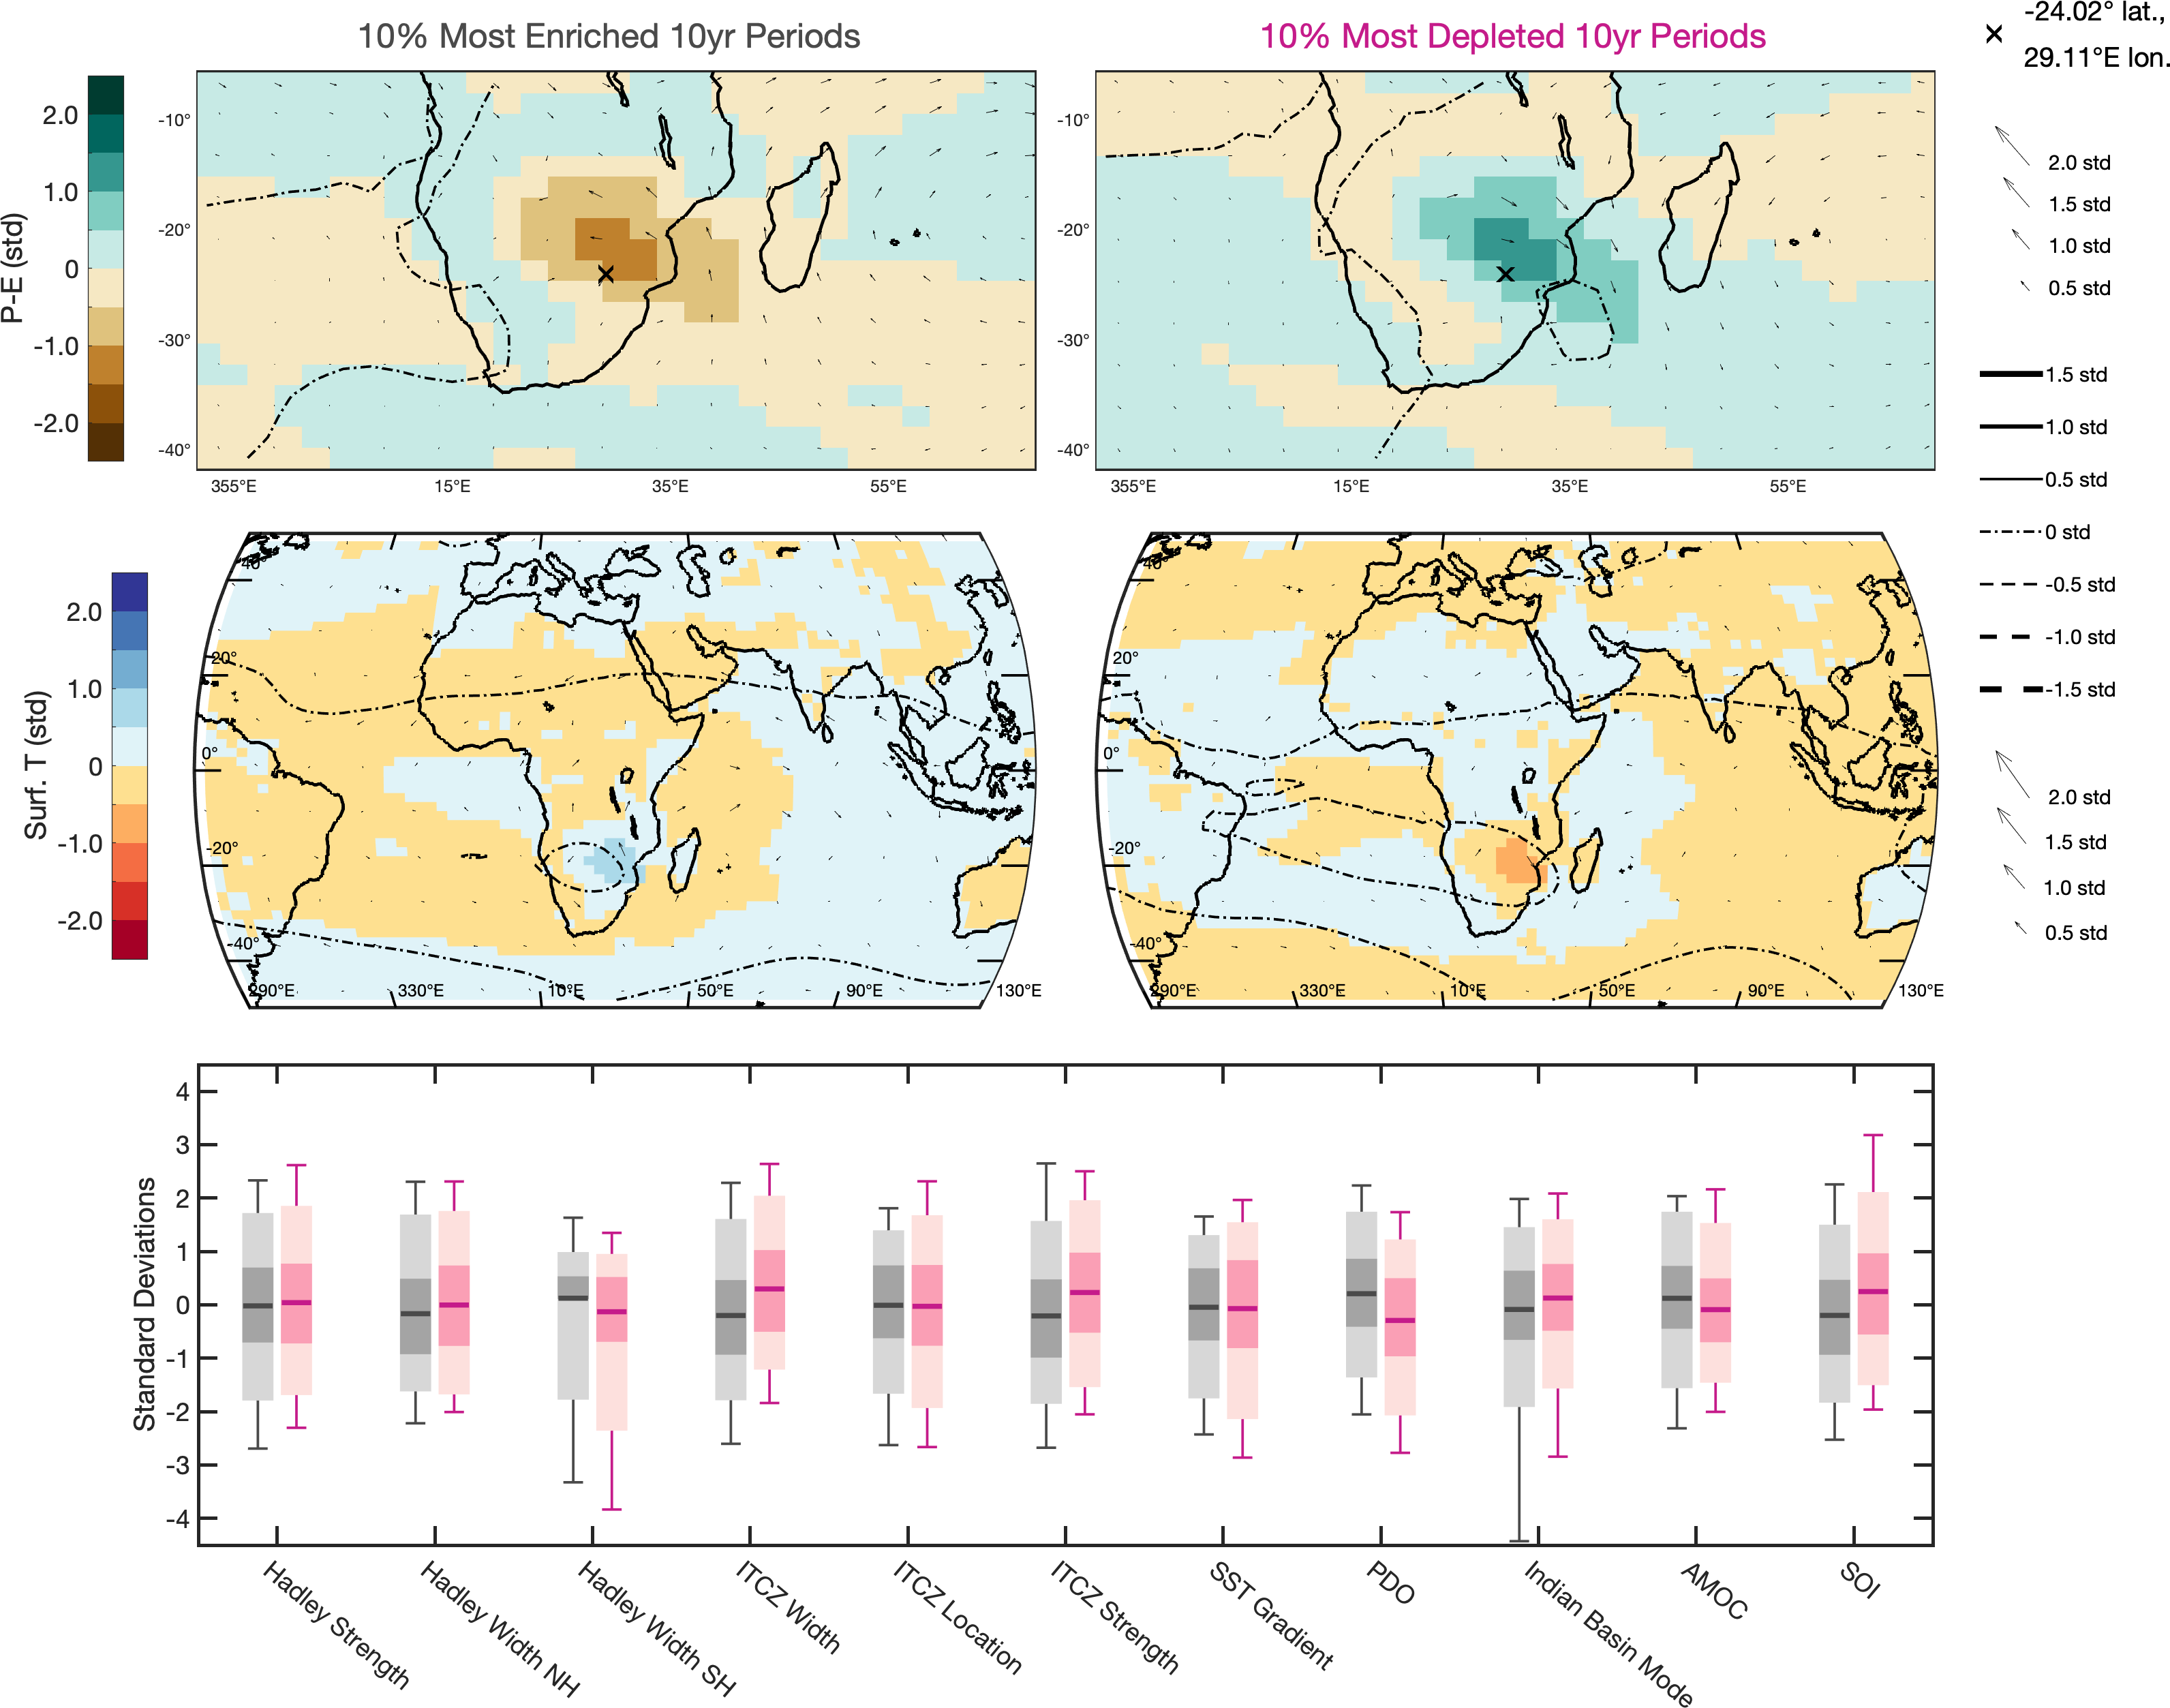 10% Most Enriched 10yr Periods
10% Most Depleted 10yr Periods
-24.02° lat.,
29.11°E lon.
P-E (std)
2.0
1.0
0
-1.0
-2.0
-10°
-20°
-30°
-40°
355°E
15°E
35°E
55°E
-10°
-20°
-30°
-40°
355°E
15°E
35°E
55°E
2.0 std
1.5 std
1.0 std
0.5 std
1.5 std
1.0 std
0.5 std
0 std
-0.5 std
-1.0 std
-1.5 std
Surf. T (std)
2.0
1.0
0
-1.0
-2.0
40°
20°
0°
-20°
-40°
290°E
330°E
10°E
50°E
90°E
130°E
40°
20°
0°
-20°
-40°
290°E
330°E
10°E
50°E
90°E
130°E
2.0 std
1.5 std
1.0 std
0.5 std
Standard Deviations
4
3
2
1
0
-1
-2
-3
-4
Hadley Strength
Hadley Width NH
Hadley Width SH
ITCZ Width
ITCZ Location
ITCZ Strength
SST Gradient
PDO
Indian Basin Mode
AMOC
SOI